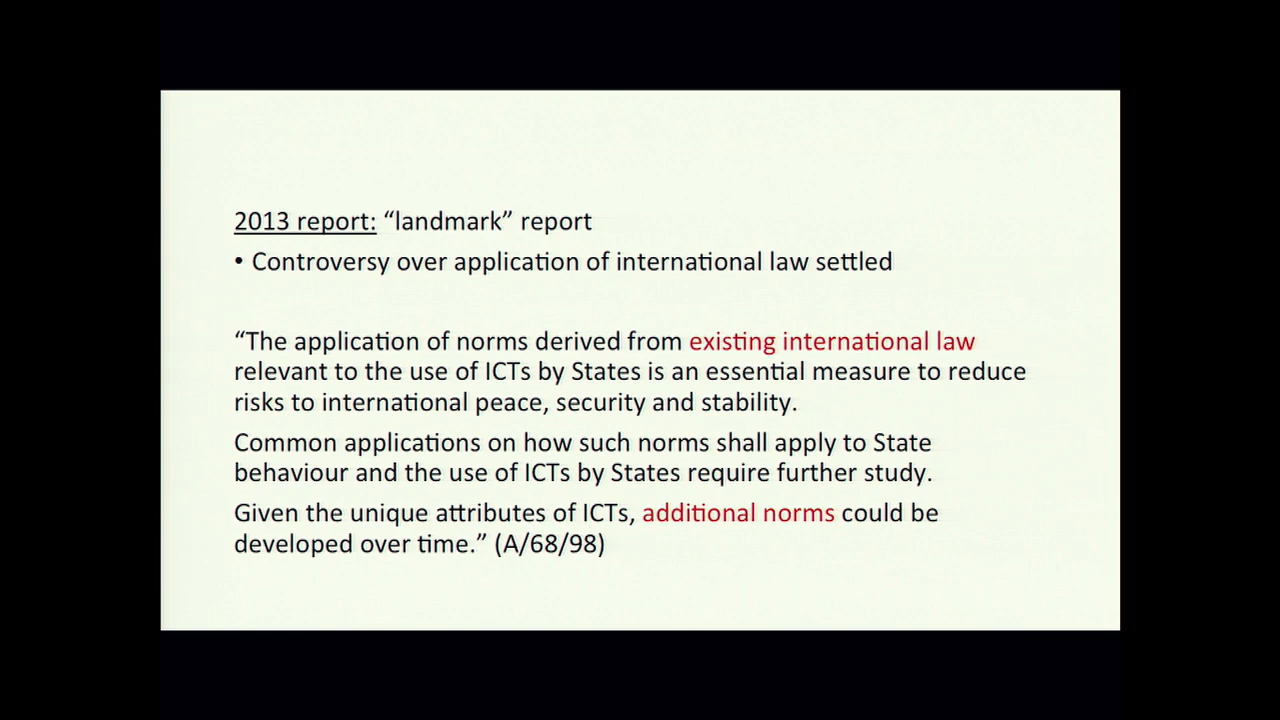 2013 report: “landmark” report
• Controversy over application of international law settled
“The application of norms derived from existing international law
relevant to the use of ICTs by States is an essential measure to reduce
risks to international peace, security and stability.
Common applications on how such norms shall apply to State
behaviour and the use of ICTs by States require further study.
Given the unique attributes of ICTs, additional norms could be
developed over time.” (A/68/98)